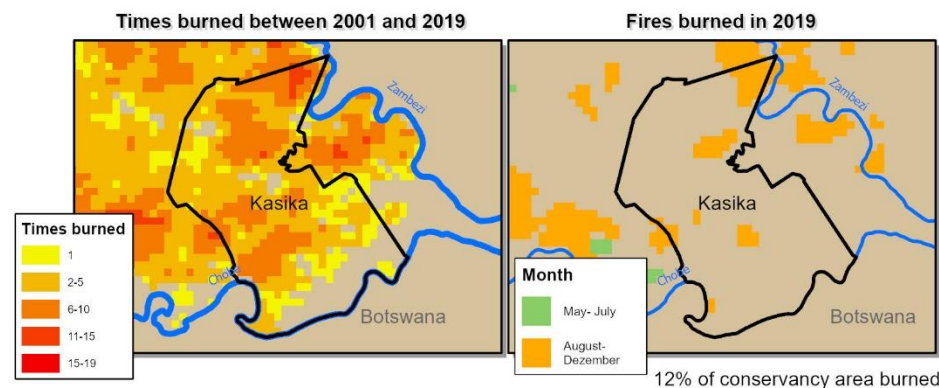 Times burned between 2001 and 2019
Zambezi
Kasika
Times burned
1
2-5
6-10
11-15
15-19
Chobe
Botswana
Fires burned in 2019
Zambezi
Kasika
Month
May- July
August-
Dezember
Chobe
Botswana
12% of conservancy area burned